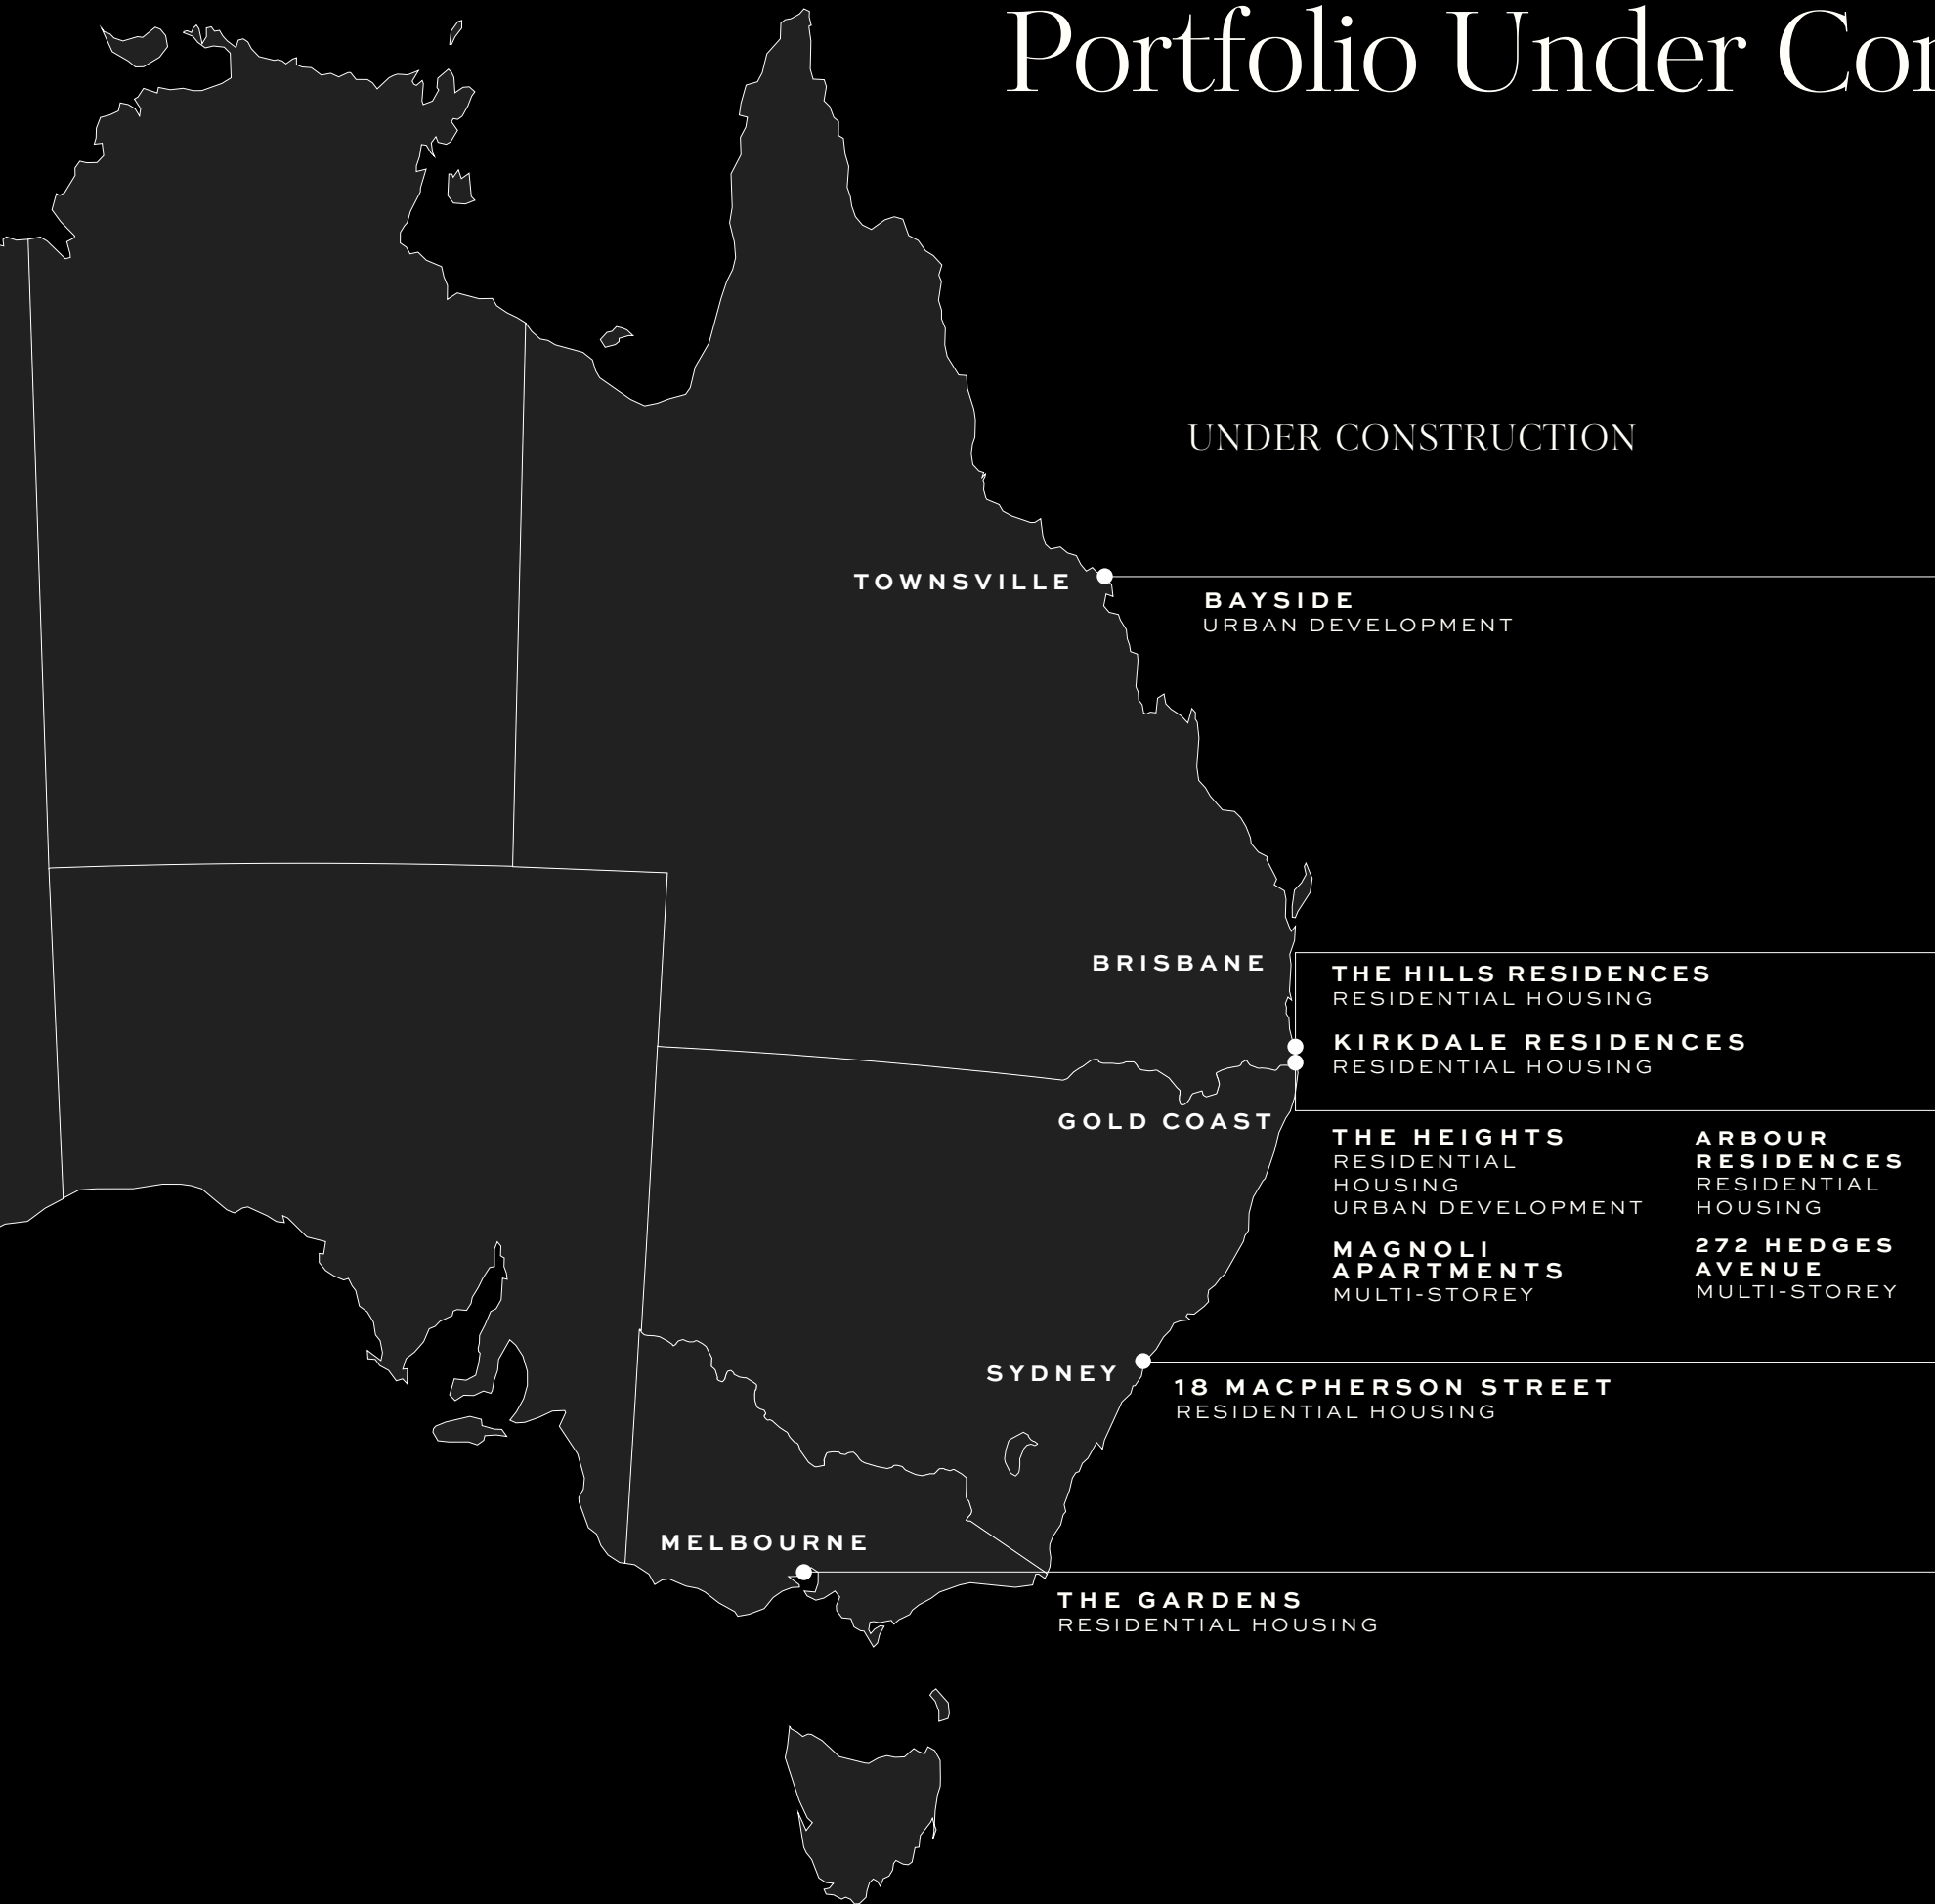 Portfolio Under Con
UNDER CONSTRUCTION
TOWNSVILLE
BAYSIDE
URBAN DEVELOPMENT
BRISBANE
THE HILLS RESIDENCES
RESIDENTIAL HOUSING
KIRKDALE RESIDENCES
RESIDENTIAL HOUSING
GOLD COAST
THE HEIGHTS
RESIDENTIAL
HOUSING
URBAN DEVELOPMENT
MAGNOLI
APARTMENTS
MULTI-STOREY
ARBOUR
RESIDENCES
RESIDENTIAL
HOUSING
272 HEDGES
AVENUE
MULTI-STOREY
SYDNEY
18 MACPHERSON STREET
RESIDENTIAL HOUSING
MELBOURNE
THE GARDENS
RESIDENTIAL HOUSING